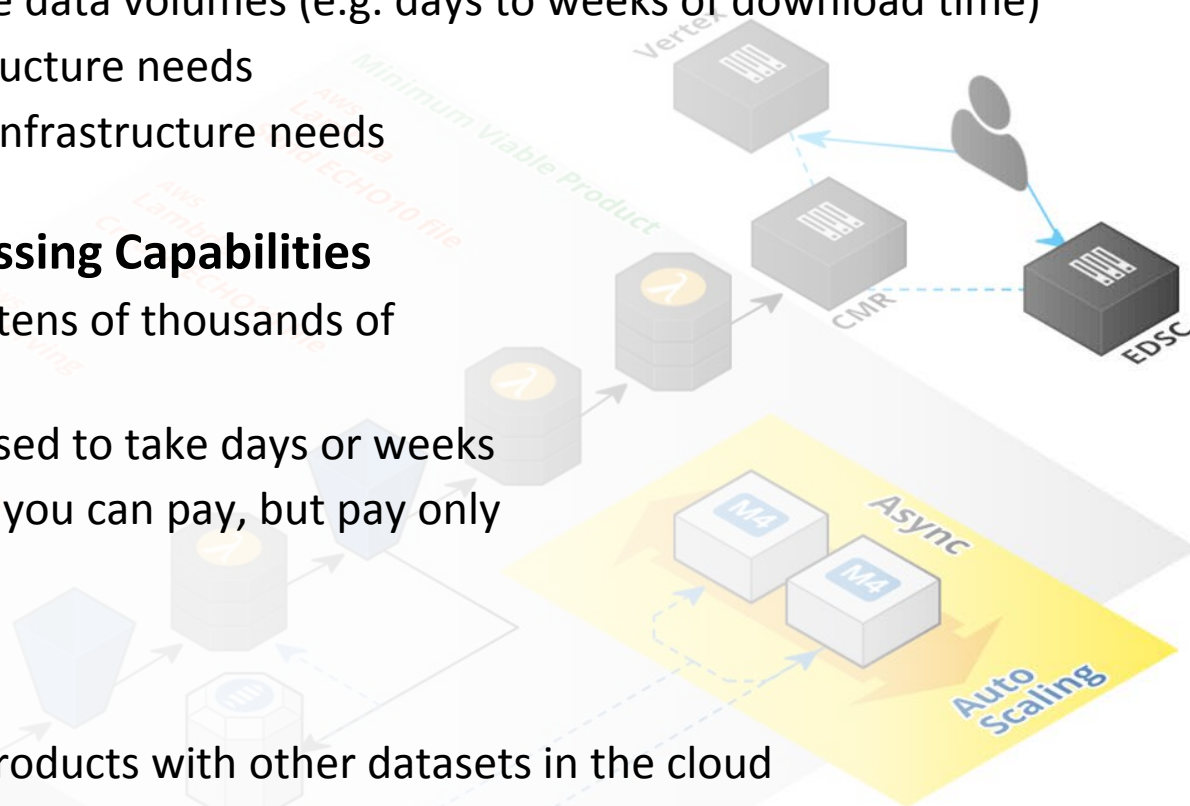 e data volumes (e.g. days to weeks of download time)
ucture needs
nfrastructure needs
ssing Capabilities
tens of thousands of
sed to take days or weeks
you can pay, but pay only
roducts with other datasets in the cloud
Vertex
CMR
EDSC
Minimum Viable Product
AWS
ECHO10 file
AWS
M4
M4
Async
Auto
Scaling
λ
λ
λ